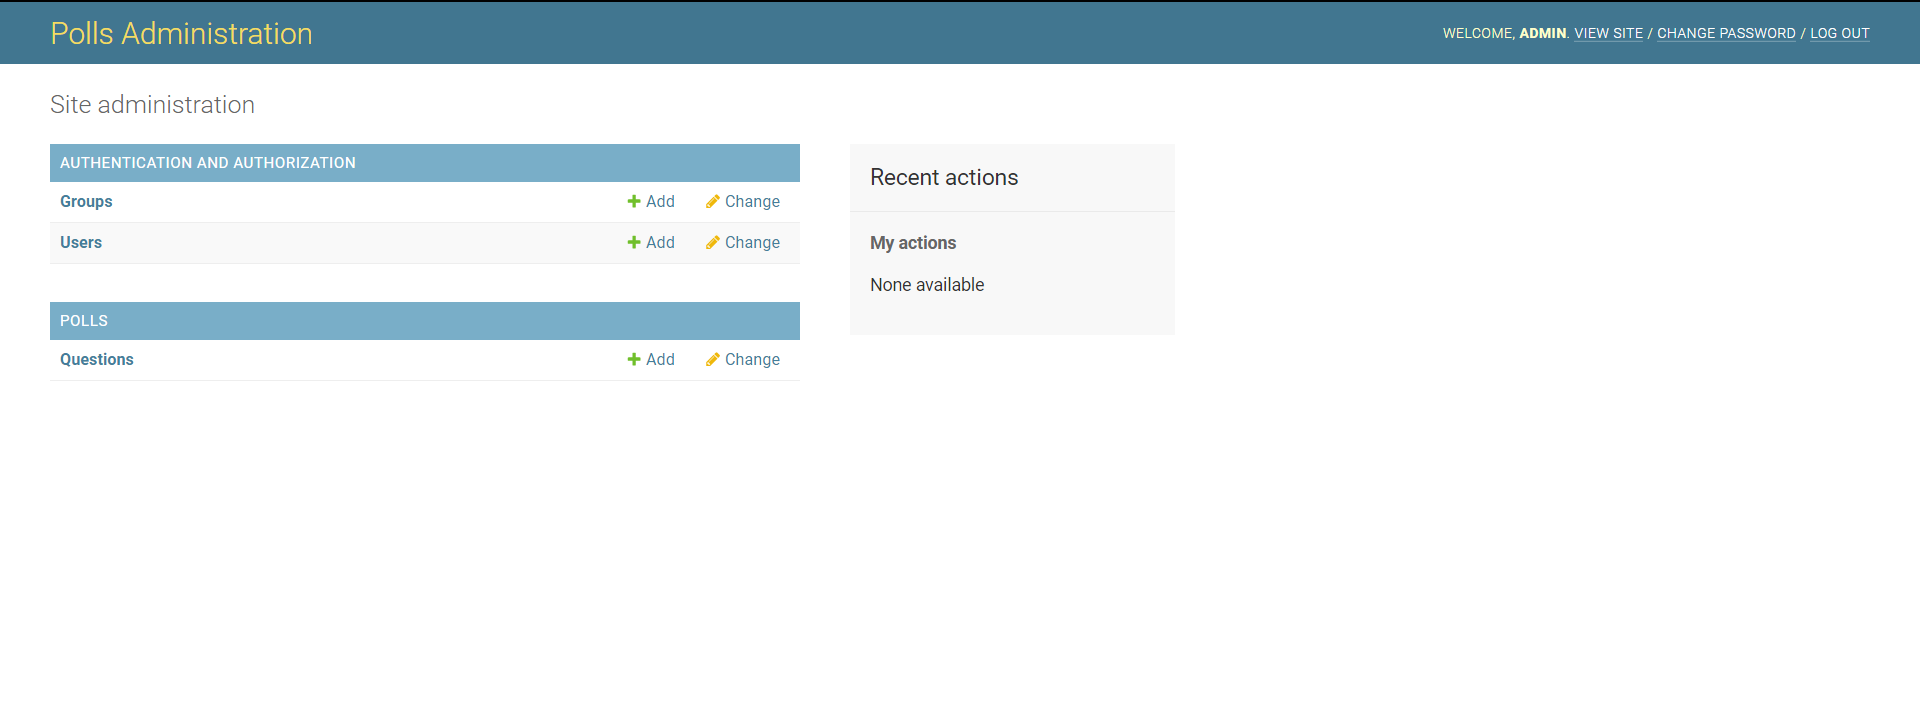 Polls Administration
WELCOME, ADMIN. VIEW SITE / CHANGE PASSWORD / LOG OUT
Site administration
AUTHENTICATION AND AUTHORIZATION
Groups Add Change
Users Add Change
POLLS
Questions Add Change
Recent actions
My actions
None available